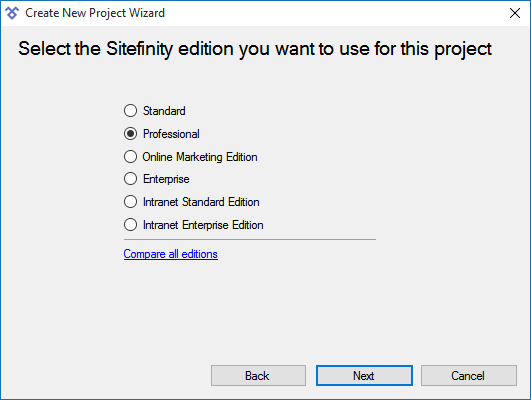 Create New Project Wizard
Select the Sitefinity edition you want to use for this project
Standard
Professional
Online Marketing Edition
Enterprise
Intranet Standard Edition
Intranet Enterprise Edition
Compare all editions
Back
Next
Cancel